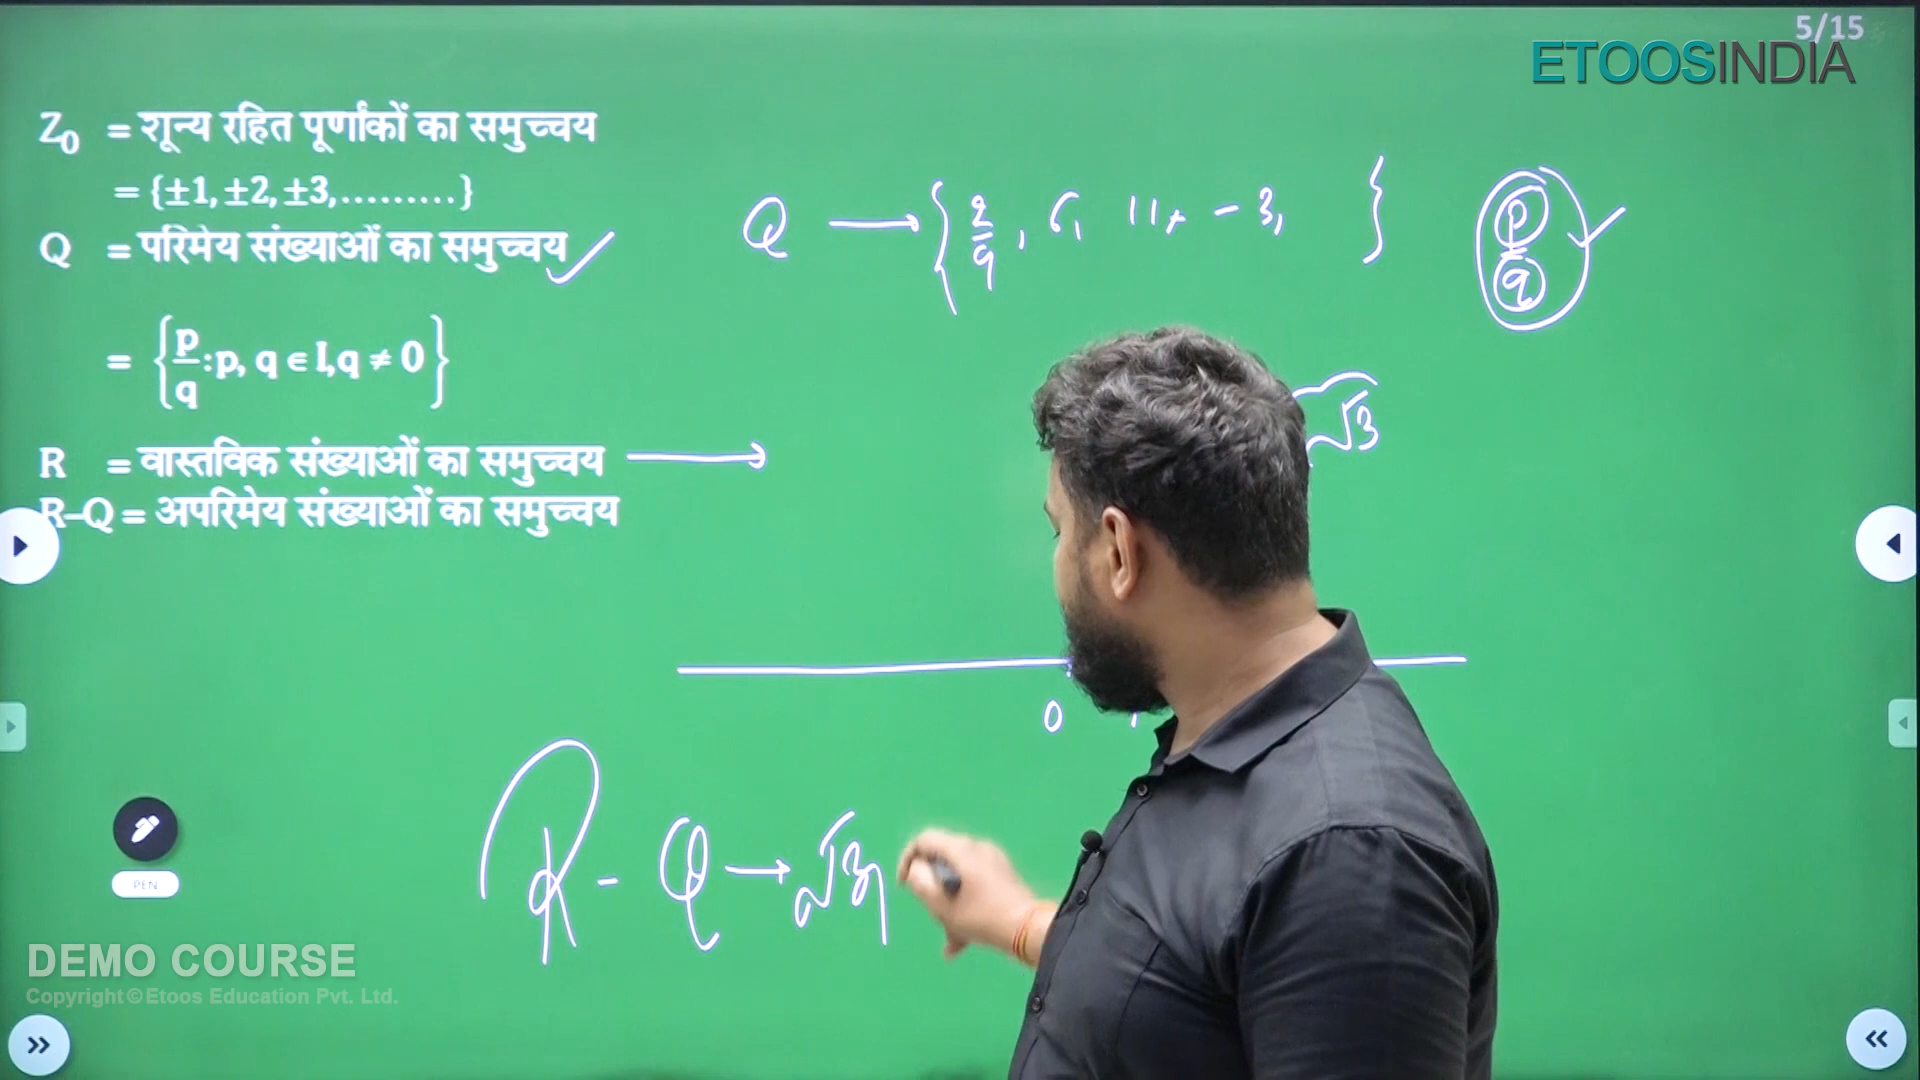 5/15
ETOOSINDIA
Z₀ = शून्य रहित पूर्णांकों का समुच्चय
= {±1, ±2, ±3,..........}
Q = परिमेय संख्याओं का समुच्चय
= {p/q : p, q ∈ I, q ≠ 0}
R = वास्तविक संख्याओं का समुच्चय
R–Q = अपरिमेय संख्याओं का समुच्चय
Q → {2/9, 6, 11, -3, }
p/q
√3
0
R - Q → √3,
PEN
DEMO COURSE
Copyright © Etoos Education Pvt. Ltd.